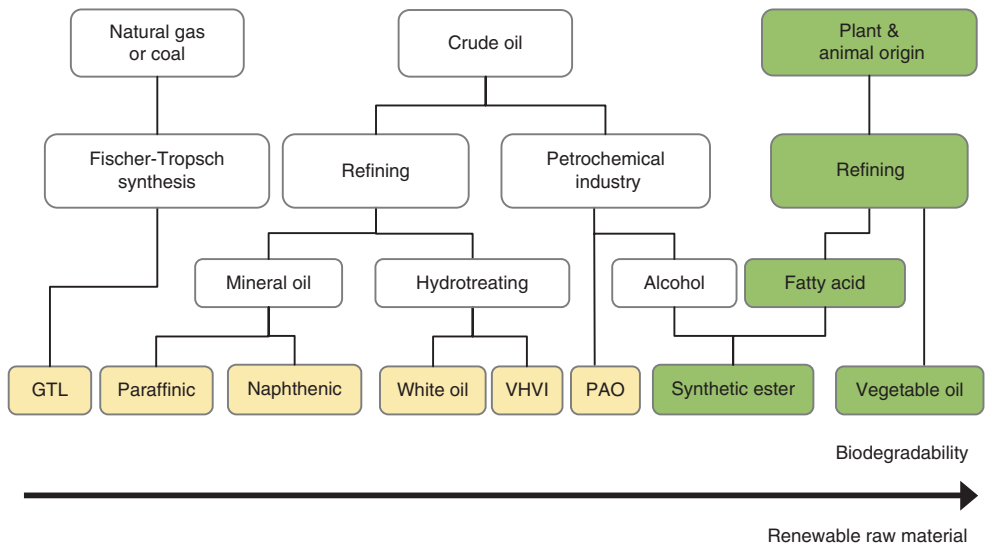 Natural gas
or coal
Crude oil
Plant &
animal origin
Fischer-Tropsch
synthesis
Refining
Petrochemical
industry
Refining
Mineral oil
Hydrotreating
Alcohol
Fatty acid
GTL
Paraffinic
Naphthenic
White oil
VHVI
PAO
Synthetic ester
Vegetable oil
Biodegradability
Renewable raw material